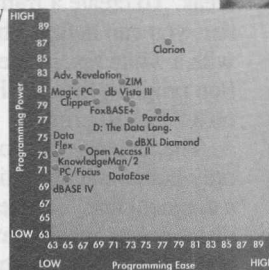 HIGH
89
87
Clarion
85
83
Adv. Revelation
ZIM
81
Magic PC
db Vista III
79
Clipper
FoxBASE+
Paradox
77
D: The Data Lang.
75
Data
Flex
dbXL Diamond
73
Open Access II
KnowledgeMan/2
71
PC/Focus
DataEase
69
dBASE IV
67
65
LOW 63
63 65 67 69 71 73 75 77 79 81 83 85 87 89
LOW
Programming Ease
HIGH
Programming Power